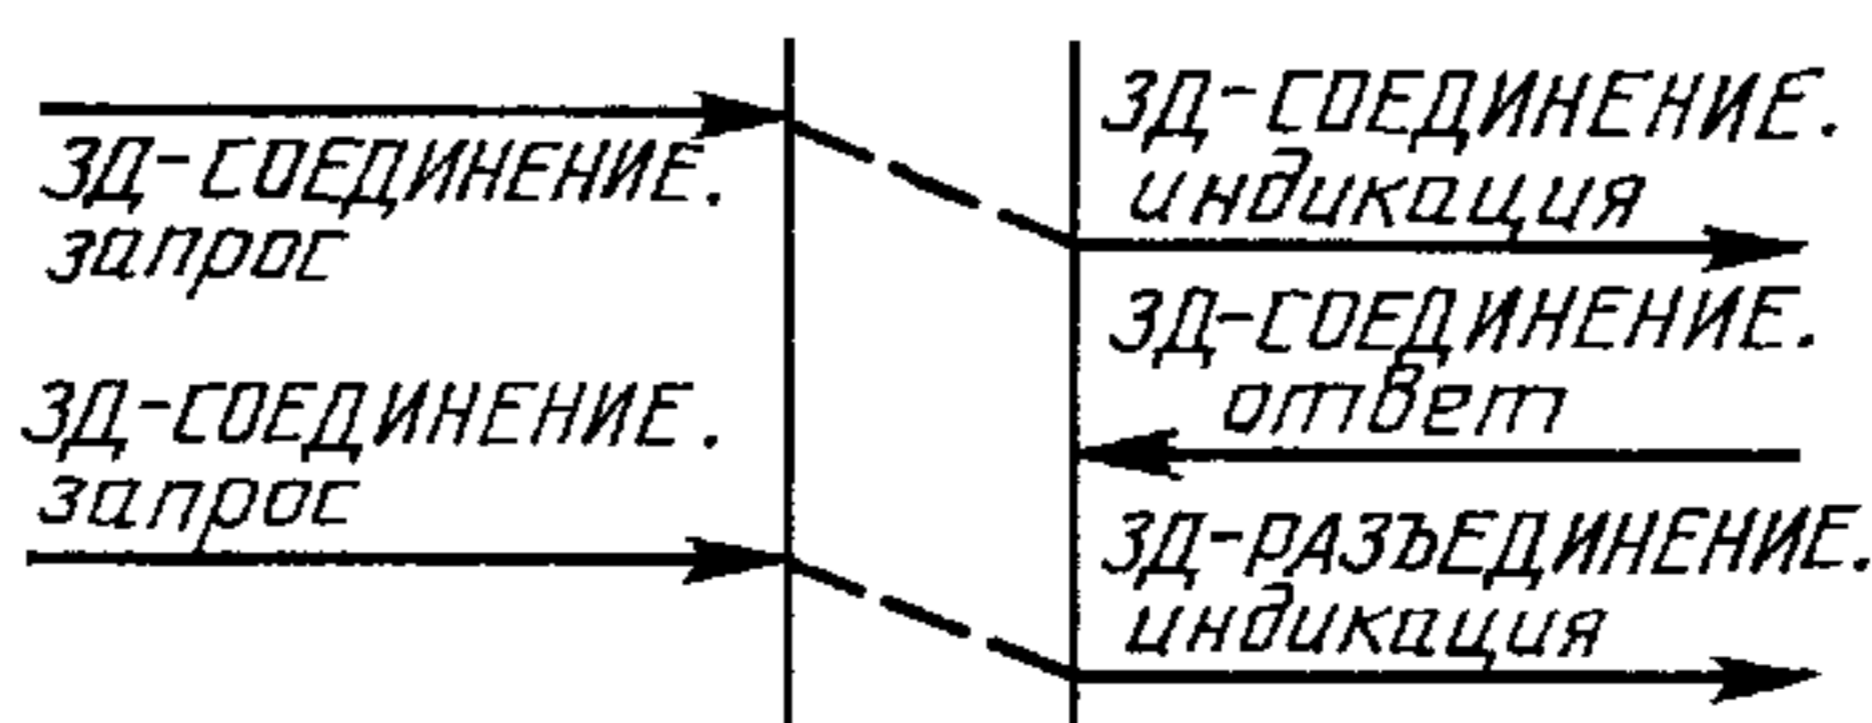 ЗД-СОЕДИНЕНИЕ.
запрос
ЗД-СОЕДИНЕНИЕ.
запрос
ЗД-СОЕДИНЕНИЕ.
индикация
ЗД-СОЕДИНЕНИЕ.
ответ
ЗД-РАЗЪЕДИНЕНИЕ.
индикация